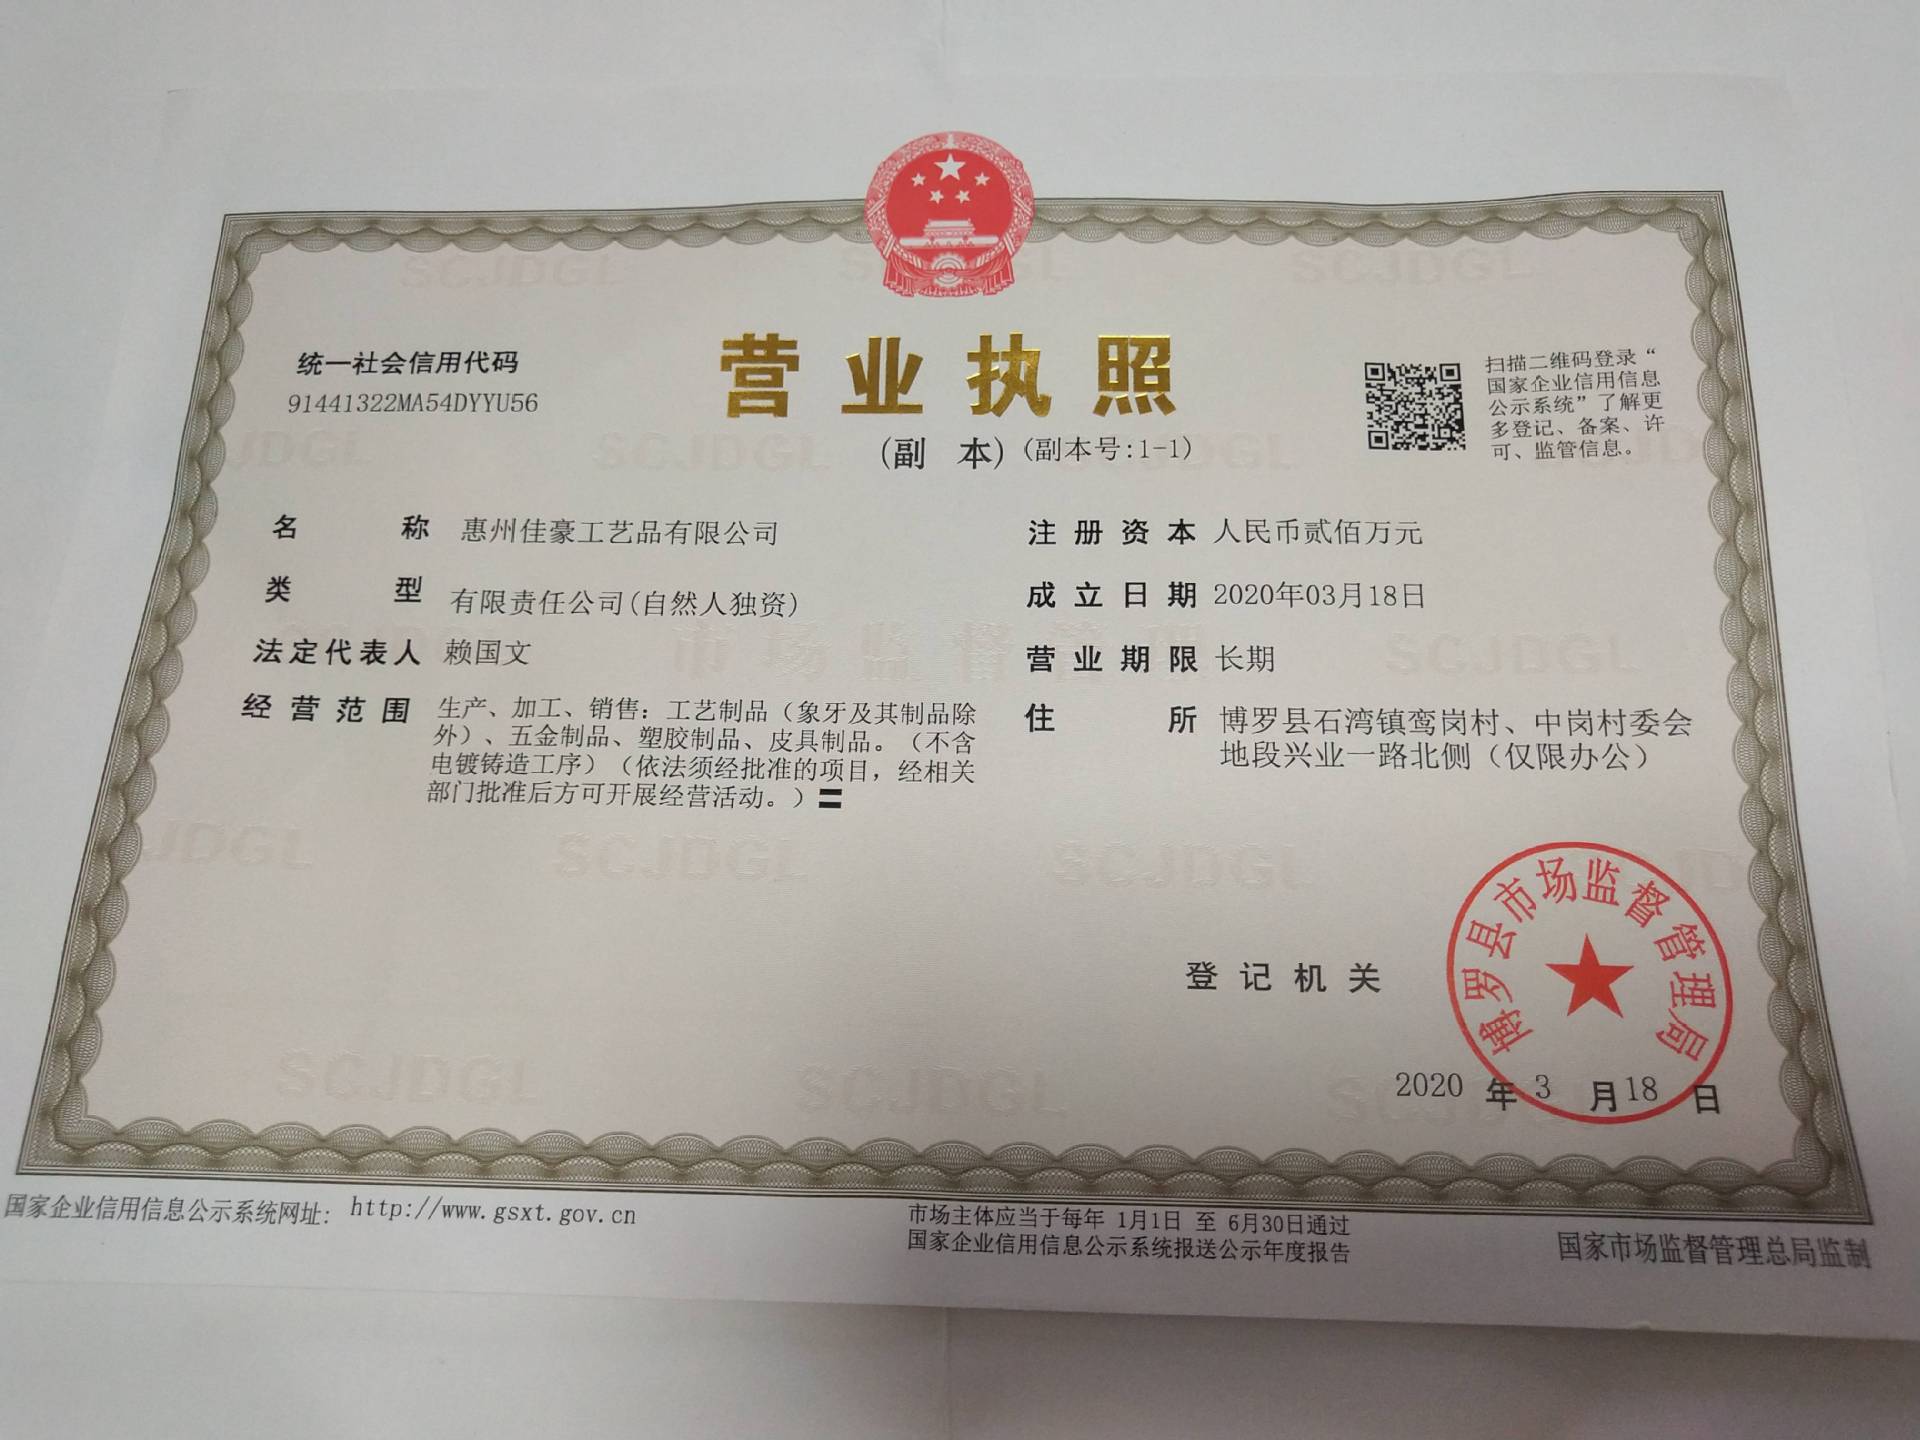 统一社会信用代码
91441322MA54DYYU56
营业执照
(副 本)(副本号:1-1)
扫描二维码登录“
国家企业信用信息
公示系统”了解更
多登记、备案、许
可、监管信息。
名 称 惠州佳豪工艺品有限公司
类 型 有限责任公司(自然人独资)
法定代表人 赖国文
经营范围 生产、加工、销售：工艺制品（象牙及其制品除
外）、五金制品、塑胶制品、皮具制品。（不含
电镀铸造工序）（依法须经批准的项目，经相关
部门批准后方可开展经营活动。）〓
注册资本 人民币贰佰万元
成立日期 2020年03月18日
营业期限 长期
住 所 博罗县石湾镇鸾岗村、中岗村委会
地段兴业一路北侧（仅限办公）
登记机关
博罗县市场监督管理局
2020 年 3 月 18 日
国家企业信用信息公示系统网址: http://www.gsxt.gov.cn
市场主体应当于每年 1月1日 至 6月30日通过
国家企业信用信息公示系统报送公示年度报告
国家市场监督管理总局监制
SCJDGL
市场监督管理